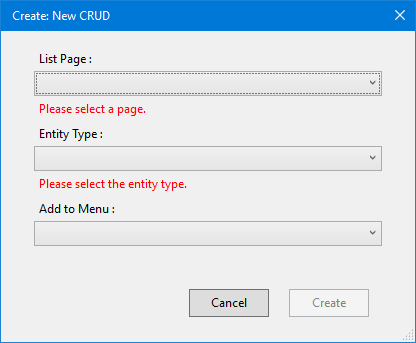 Create: New CRUD
List Page :
Please select a page.
Entity Type :
Please select the entity type.
Add to Menu :
Cancel Create